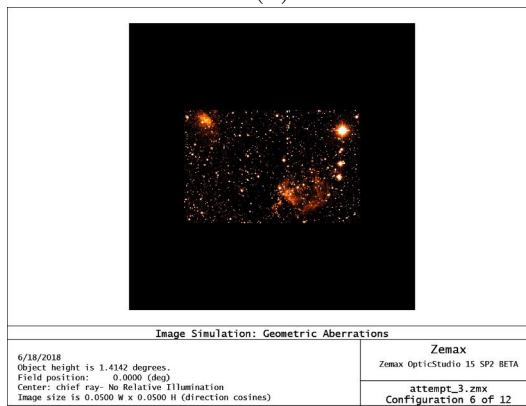 Image Simulation: Geometric Aberrations
6/18/2018
Object height is 1.4142 degrees.
Field position: 0.0000 (deg)
Center: chief ray- No Relative Illumination
Image size is 0.0500 W x 0.0500 H (direction cosines)
Zemax
Zemax OpticStudio 15 SP2 BETA
attempt_3.zmx
Configuration 6 of 12